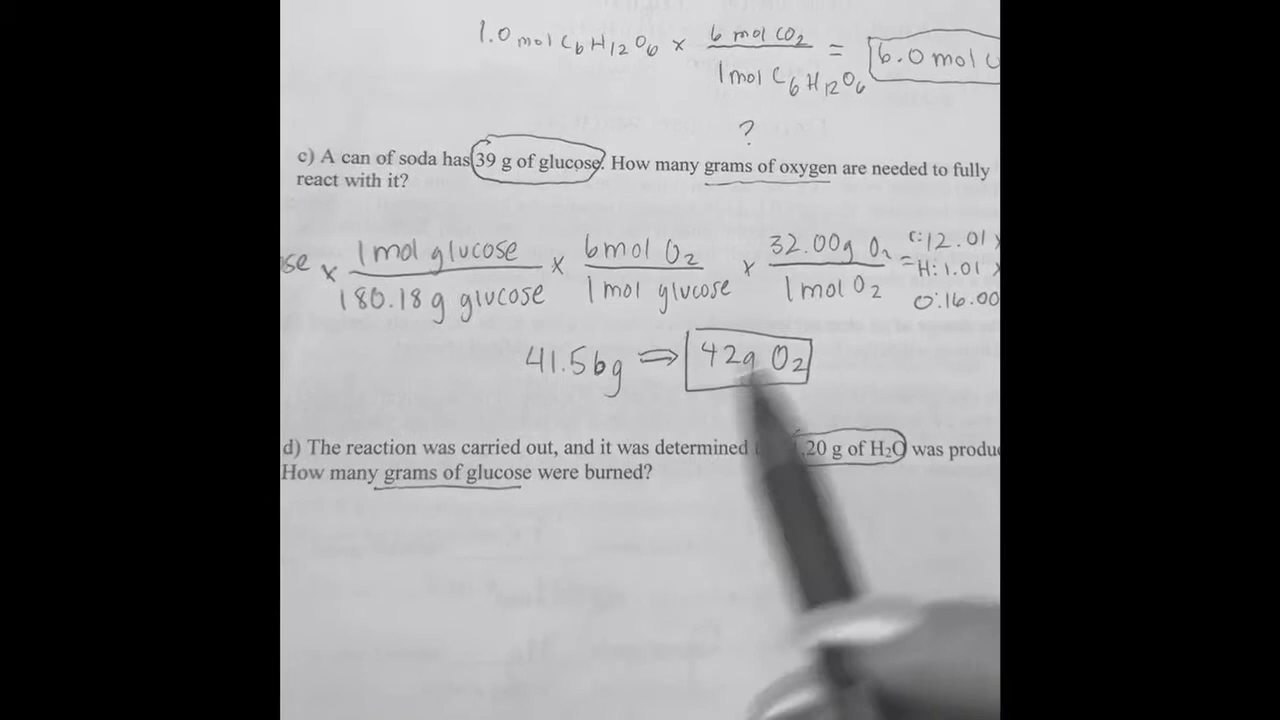 1.0 mol C6H12O6 × 6 mol CO2 / 1 mol C6H12O6 = 6.0 mol
?
c) A can of soda has 39 g of glucose. How many grams of oxygen are needed to fully
react with it?
se × 1 mol glucose / 180.18 g glucose × 6 mol O2 / 1 mol glucose × 32.00 g O2 / 1 mol O2 =
C: 12.01 ×
H: 1.01 ×
O: 16.00
41.56g ⇒ 42g O2
d) The reaction was carried out, and it was determined .20 g of H2O was produ
How many grams of glucose were burned?